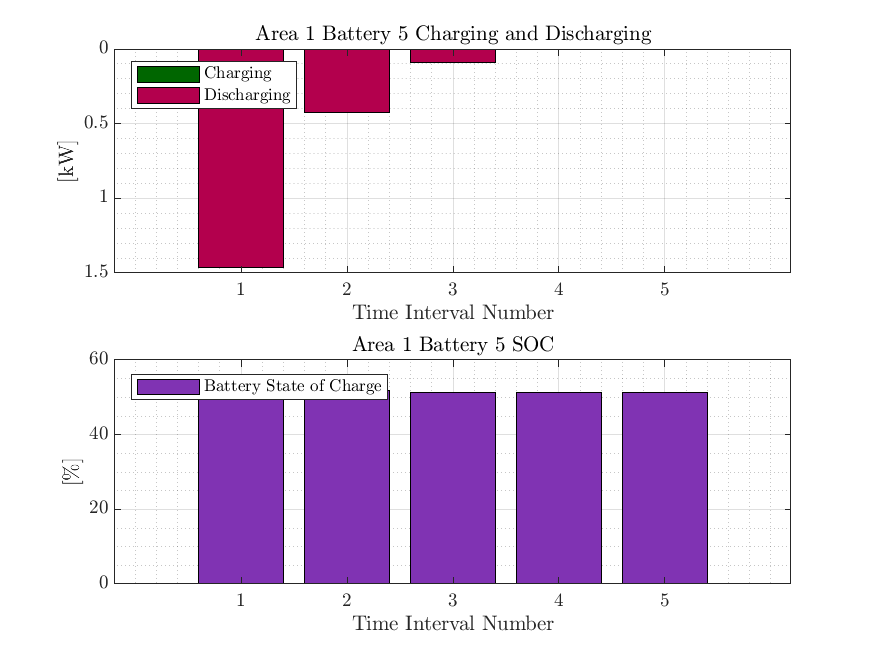 Area 1 Battery 5 Charging and Discharging
0
0.5
1
1.5
[kW]
Charging
Discharging
1 2 3 4 5
Time Interval Number
Area 1 Battery 5 SOC
60
40
20
0
[%]
Battery State of Charge
1 2 3 4 5
Time Interval Number